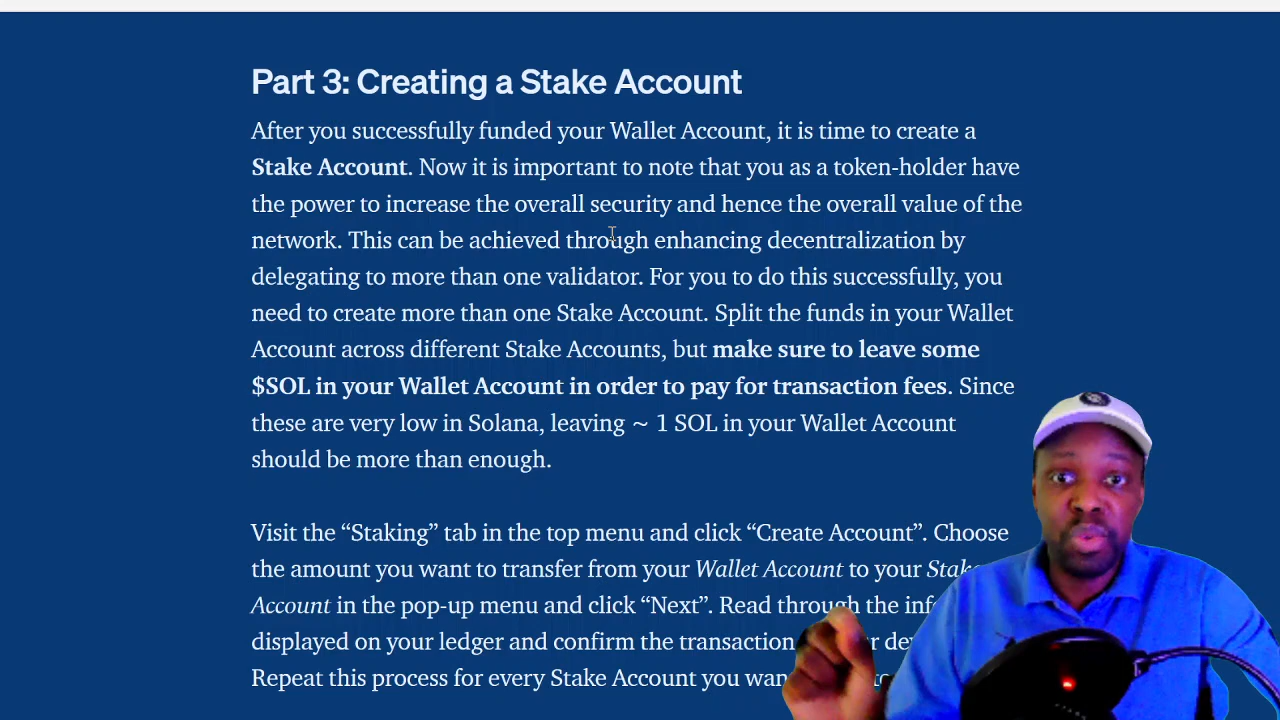 Part 3: Creating a Stake Account
After you successfully funded your Wallet Account, it is time to create a
Stake Account. Now it is important to note that you as a token-holder have
the power to increase the overall security and hence the overall value of the
network. This can be achieved through enhancing decentralization by
delegating to more than one validator. For you to do this successfully, you
need to create more than one Stake Account. Split the funds in your Wallet
Account across different Stake Accounts, but make sure to leave some
$SOL in your Wallet Account in order to pay for transaction fees. Since
these are very low in Solana, leaving ~ 1 SOL in your Wallet Account
should be more than enough.
Visit the “Staking” tab in the top menu and click “Create Account”. Choose
the amount you want to transfer from your Wallet Account to your
Account in the pop-up menu and click “Next”. Read through the
displayed on your ledger and confirm the transaction
Repeat this process for every Stake Account you